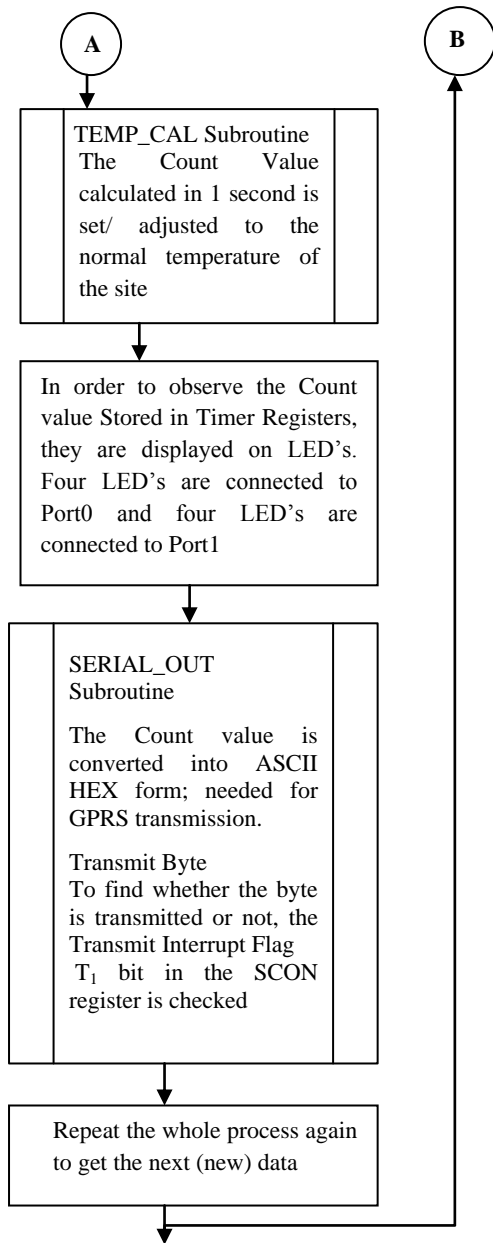 A
B
TEMP_CAL Subroutine
The Count Value
calculated in 1 second is
set/ adjusted to the
normal temperature of
the site
In order to observe the Count
value Stored in Timer Registers,
they are displayed on LED's.
Four LED's are connected to
Port0 and four LED's are
connected to Port1
SERIAL_OUT
Subroutine
The Count value is
converted into ASCII
HEX form; needed for
GPRS transmission.
Transmit Byte
To find whether the byte
is transmitted or not, the
Transmit Interrupt Flag
T₁ bit in the SCON
register is checked
Repeat the whole process again
to get the next (new) data